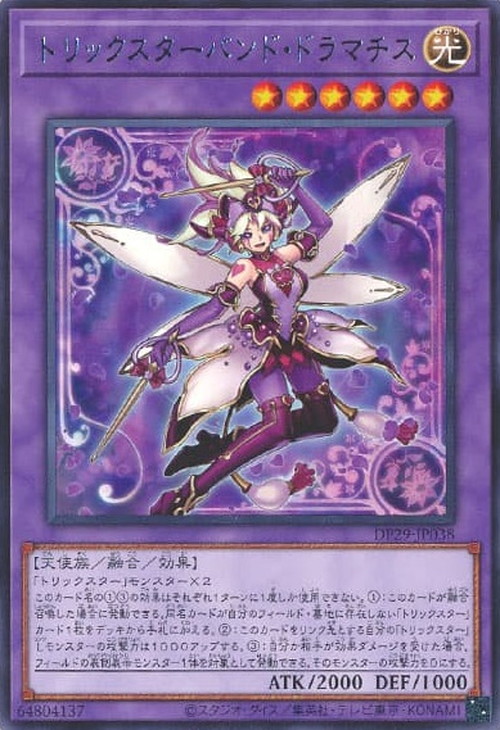 トリックスターバンド・ドラマチス
光
DP29-JP038
【天使族／融合／効果】
「トリックスター」モンスター×２
このカード名の①③の効果はそれぞれ１ターンに１度しか使用できない。①：このカードが融合
召喚した場合に発動できる。同名カードが自分のフィールド・墓地に存在しない「トリックスター」
カード１枚をデッキから手札に加える。②：このカードをリンク先とする自分の「トリックスター」
Ｌモンスターの攻撃力は１０００アップする。③：自分か相手が効果ダメージを受けた場合、
フィールドの表側表示モンスター１体を対象として発動できる。そのモンスターの攻撃力を０にする。
ATK/2000 DEF/1000
64804137
©スタジオ・ダイス／集英社・テレビ東京・KONAMI